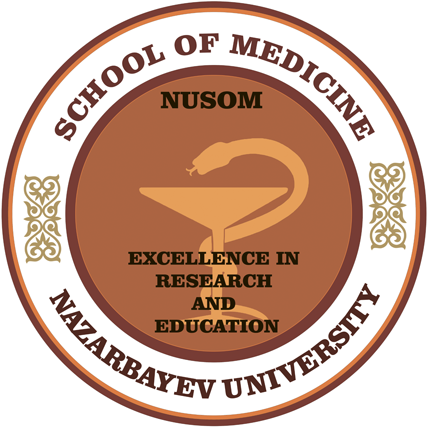 SCHOOL OF MEDICINE
NUSOM
EXCELLENCE IN
RESEARCH
AND
EDUCATION
NAZARBAYEV UNIVERSITY